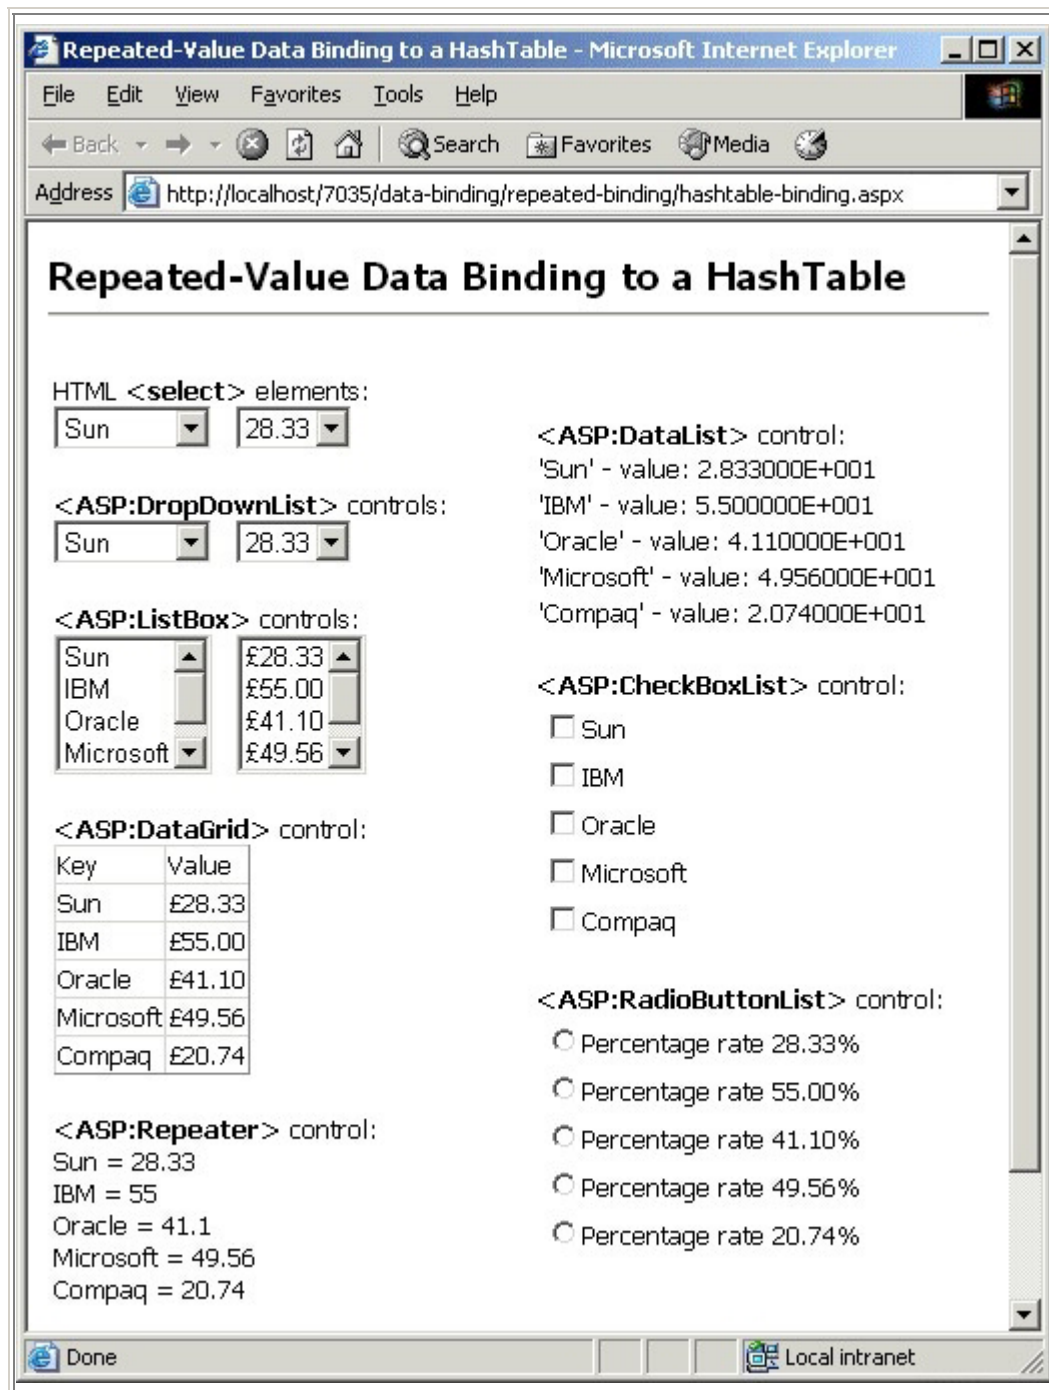 Repeated-Value Data Binding to a HashTable - Microsoft Internet Explorer
File Edit View Favorites Tools Help
Back Search Favorites Media
Address http://localhost/7035/data-binding/repeated-binding/hashtable-binding.aspx
Repeated-Value Data Binding to a HashTable
HTML <select> elements:
Sun 28.33
<ASP:DropDownList> controls:
Sun 28.33
<ASP:ListBox> controls:
Sun £28.33
IBM £55.00
Oracle £41.10
Microsoft £49.56
<ASP:DataGrid> control:
Key Value
Sun £28.33
IBM £55.00
Oracle £41.10
Microsoft £49.56
Compaq £20.74
<ASP:Repeater> control:
Sun = 28.33
IBM = 55
Oracle = 41.1
Microsoft = 49.56
Compaq = 20.74
<ASP:DataList> control:
'Sun' - value: 2.833000E+001
'IBM' - value: 5.500000E+001
'Oracle' - value: 4.110000E+001
'Microsoft' - value: 4.956000E+001
'Compaq' - value: 2.074000E+001
<ASP:CheckBoxList> control:
Sun
IBM
Oracle
Microsoft
Compaq
<ASP:RadioButtonList> control:
Percentage rate 28.33%
Percentage rate 55.00%
Percentage rate 41.10%
Percentage rate 49.56%
Percentage rate 20.74%
Done Local intranet